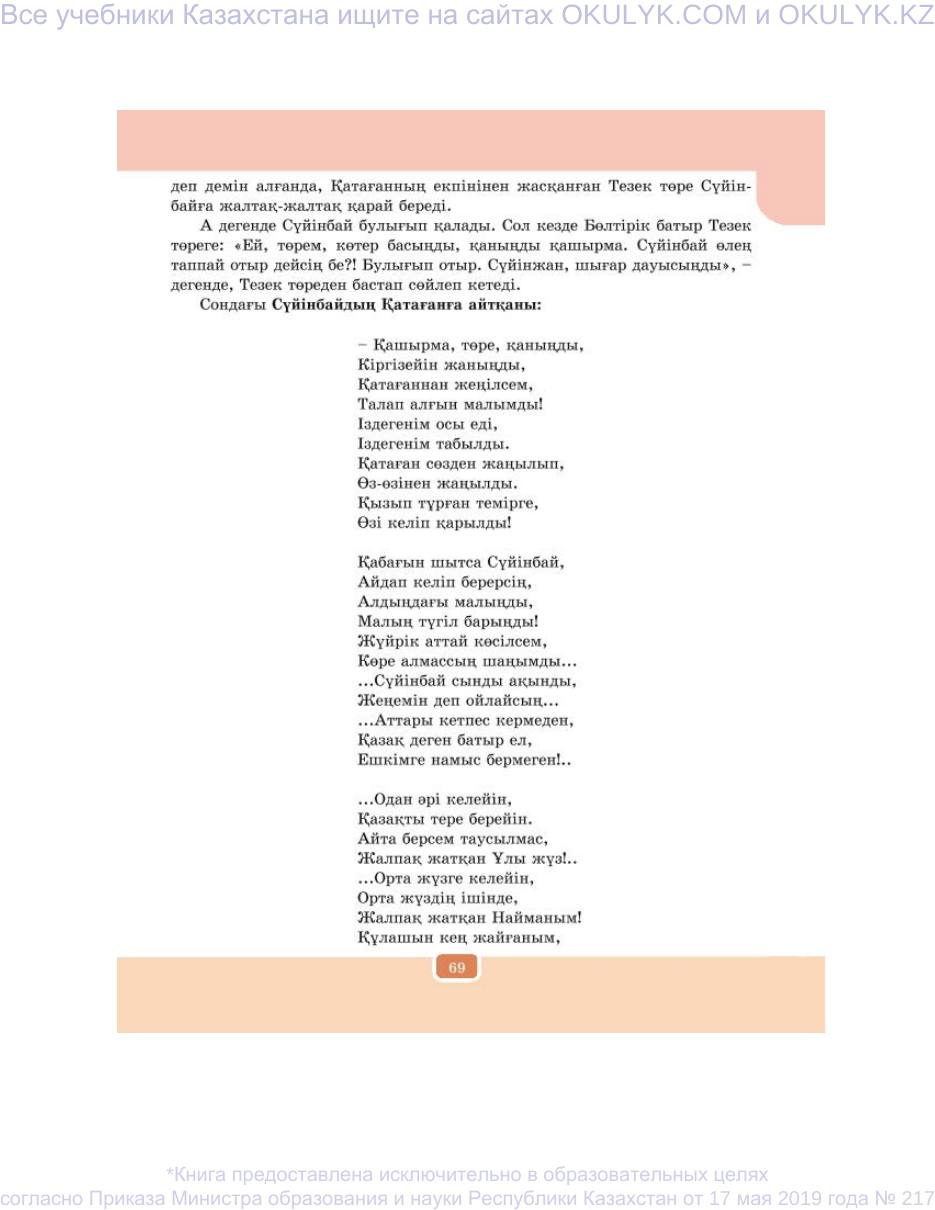 Все учебники Казахстана ищите на сайтах OKULYK.COM и OKULYK.KZ
деп демін алғанда, Қатағанның екпінінен жасқанған Тезек төре Сүйін-
байға жалтақ-жалтақ қарай береді.
А дегенде Сүйінбай булығып қалады. Сол кезде Бөлтірік батыр Тезек
төреге: «Ей, төрем, көтер басыңды, қаныңды қашырма. Сүйінбай өлең
таппай отыр дейсің бе?! Булығып отыр. Сүйінжан, шығар дауысыңды», –
дегенде, Тезек төреден бастап сөйлеп кетеді.
Сондағы Сүйінбайдың Қатағанға айтқаны:
– Қашырма, төре, қаныңды,
Кіргізейін жаныңды,
Қатағаннан жеңілсем,
Талап алғын малымды!
Іздегенім осы еді,
Іздегенім табылды.
Қатаған сөзден жаңылып,
Өз-өзінен жаңылды.
Қызып тұрған темірге,
Өзі келіп қарылды!
Қабағын шытса Сүйінбай,
Айдап келіп берерсің,
Алдыңдағы малыңды,
Малың түгіл барыңды!
Жүйрік аттай көсілсем,
Көре алмассың шаңымды...
...Сүйінбай сынды ақынды,
Жеңемін деп ойлайсың...
...Аттары кетпес кермеден,
Қазақ деген батыр ел,
Ешкімге намыс бермеген!..
...Одан әрі келейін,
Қазақты тере берейін.
Айта берсем таусылмас,
Жалпақ жатқан Ұлы жүз!..
...Орта жүзге келейін,
Орта жүздің ішінде,
Жалпақ жатқан Найманым!
Құлашын кең жайғаным,
69
*Книга предоставлена исключительно в образовательных целях
согласно Приказа Министра образования и науки Республики Казахстан от 17 мая 2019 года № 217